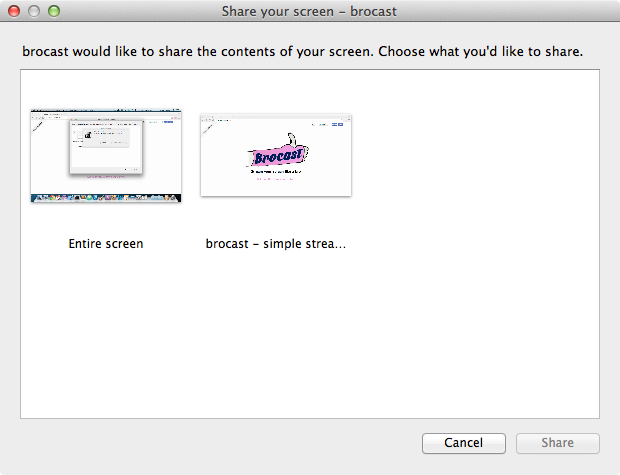 Share your screen – brocast
brocast would like to share the contents of your screen. Choose what you'd like to share.
Brocast
Entire screen
brocast – simple strea...
Cancel
Share